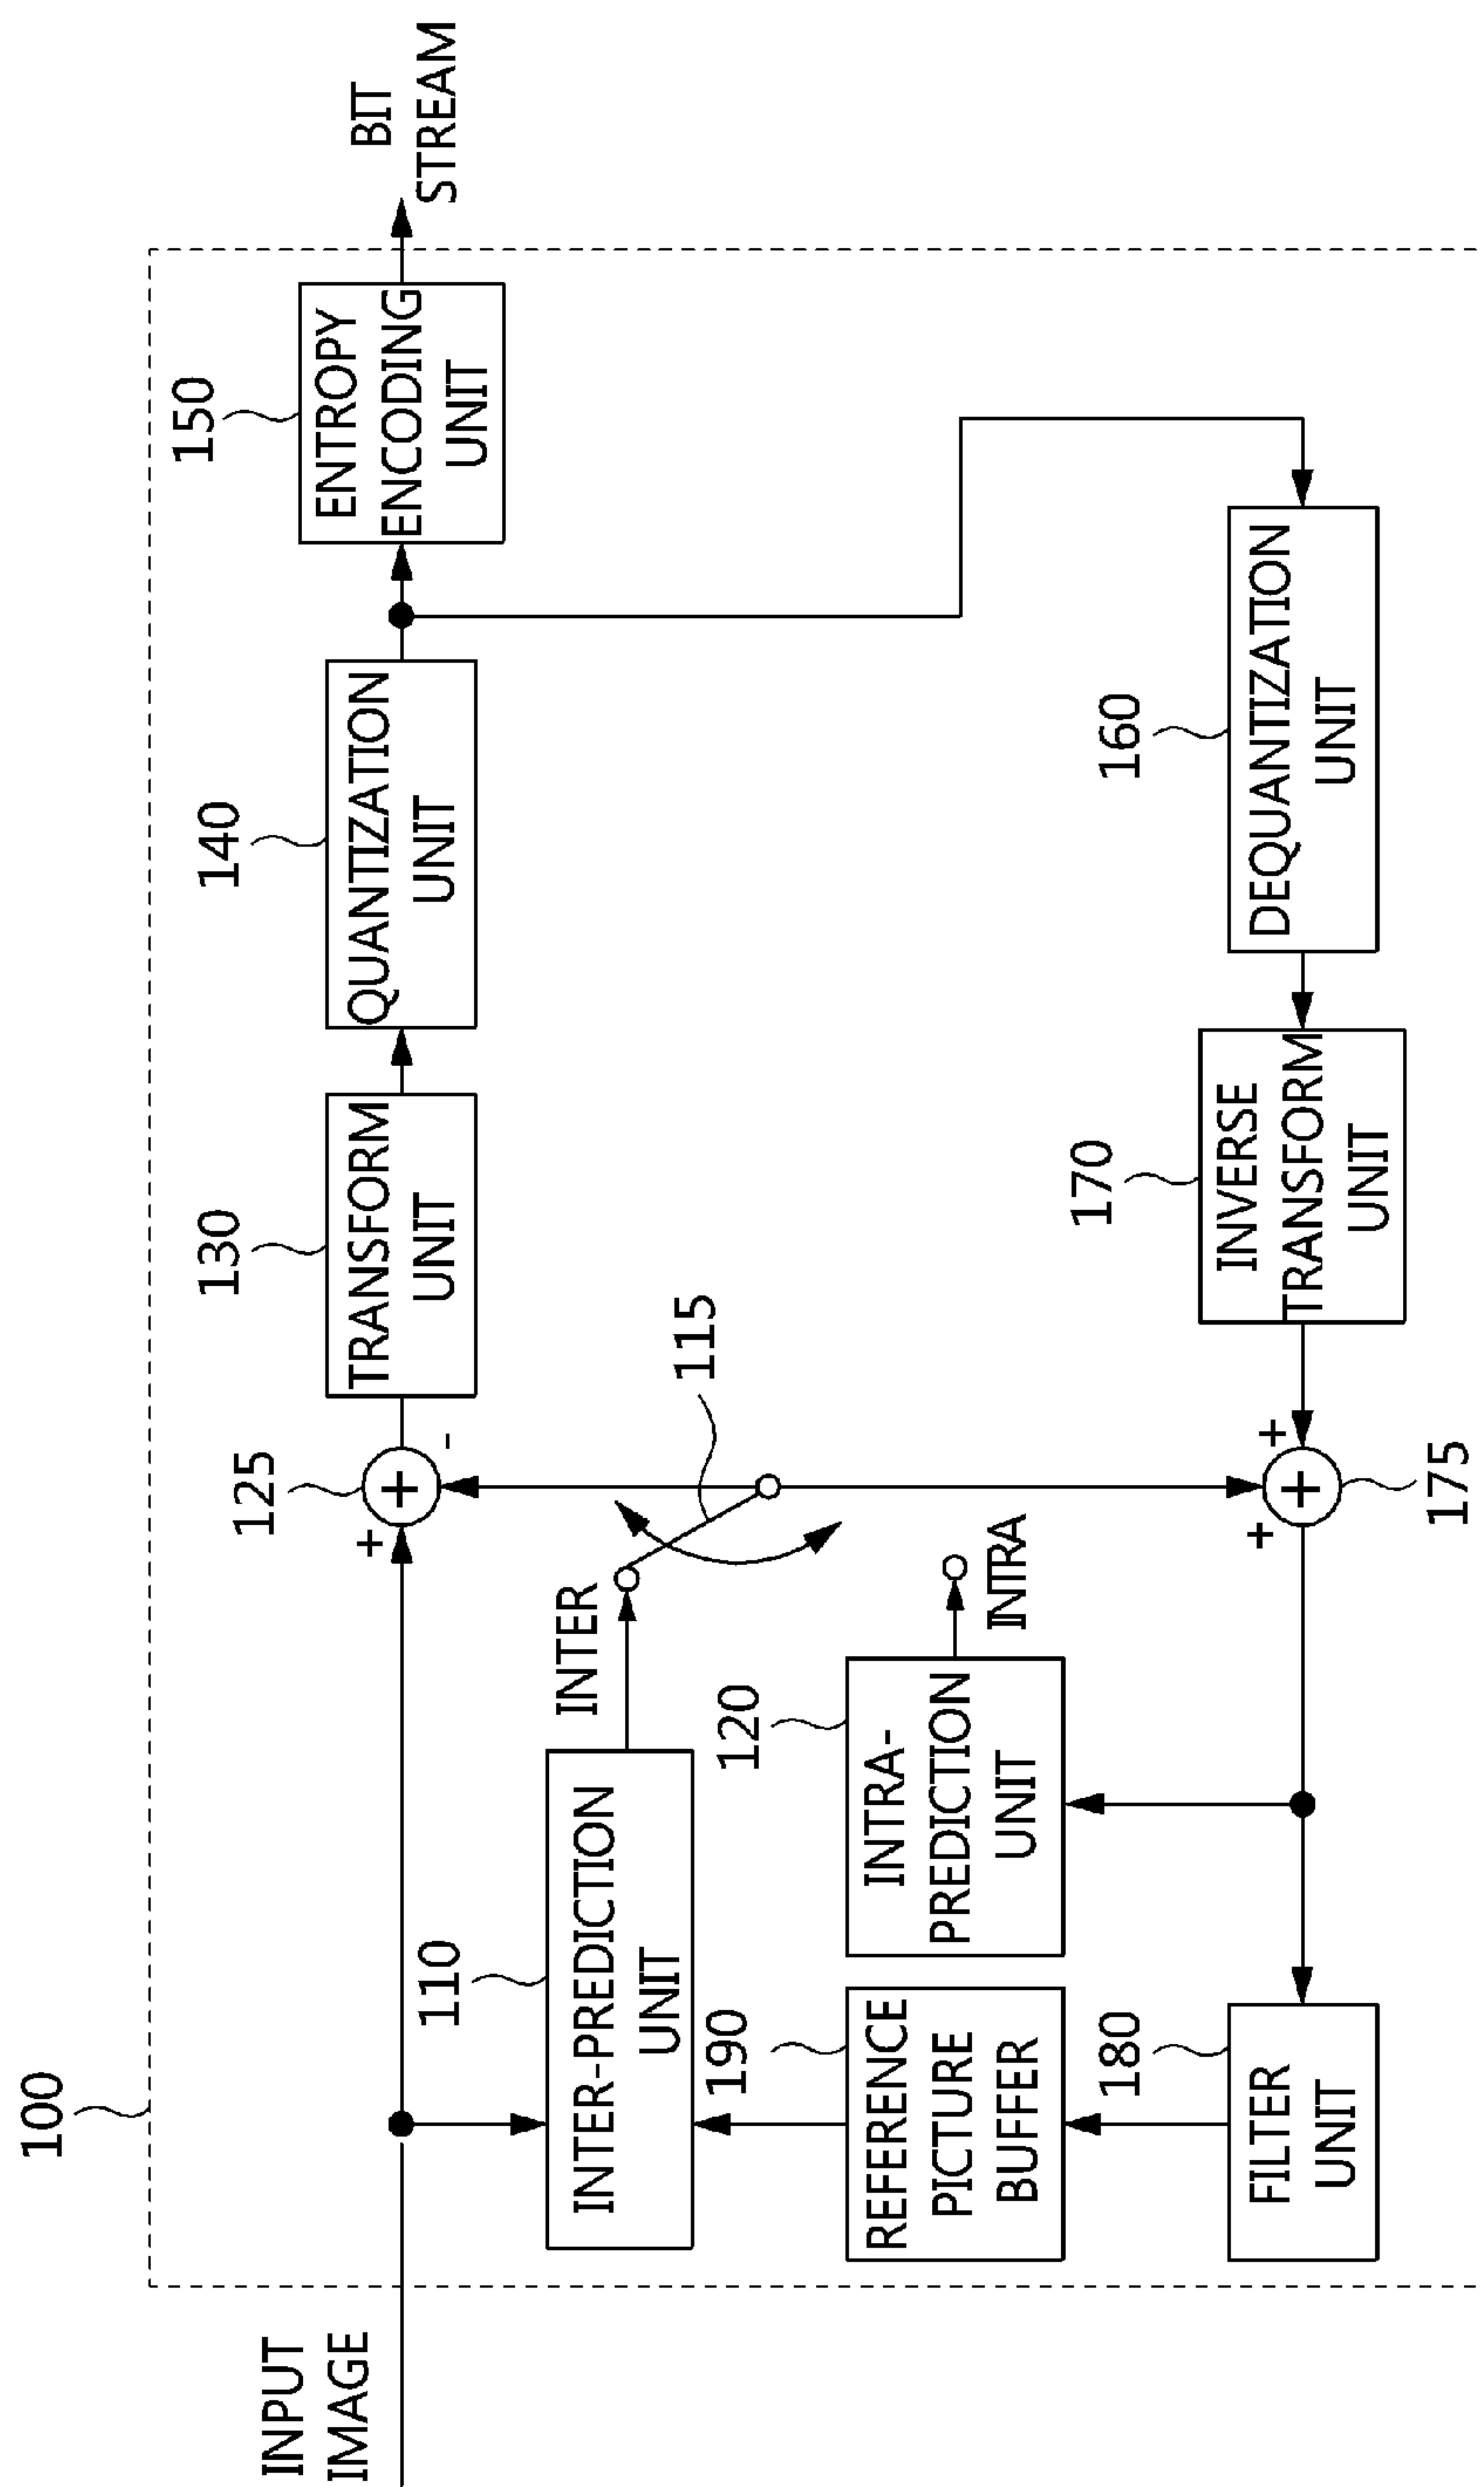 100
INPUT
IMAGE
+
125
+
-
130
TRANSFORM
UNIT
140
QUANTIZATION
UNIT
150
ENTROPY
ENCODING
UNIT
BIT
STREAM
110
INTER-PREDICTION
UNIT
INTER
115
190
REFERENCE
PICTURE
BUFFER
120
INTRA-
PREDICTION
UNIT
INTRA
180
FILTER
UNIT
+
+
+
175
170
INVERSE
TRANSFORM
UNIT
160
DEQUANTIZATION
UNIT